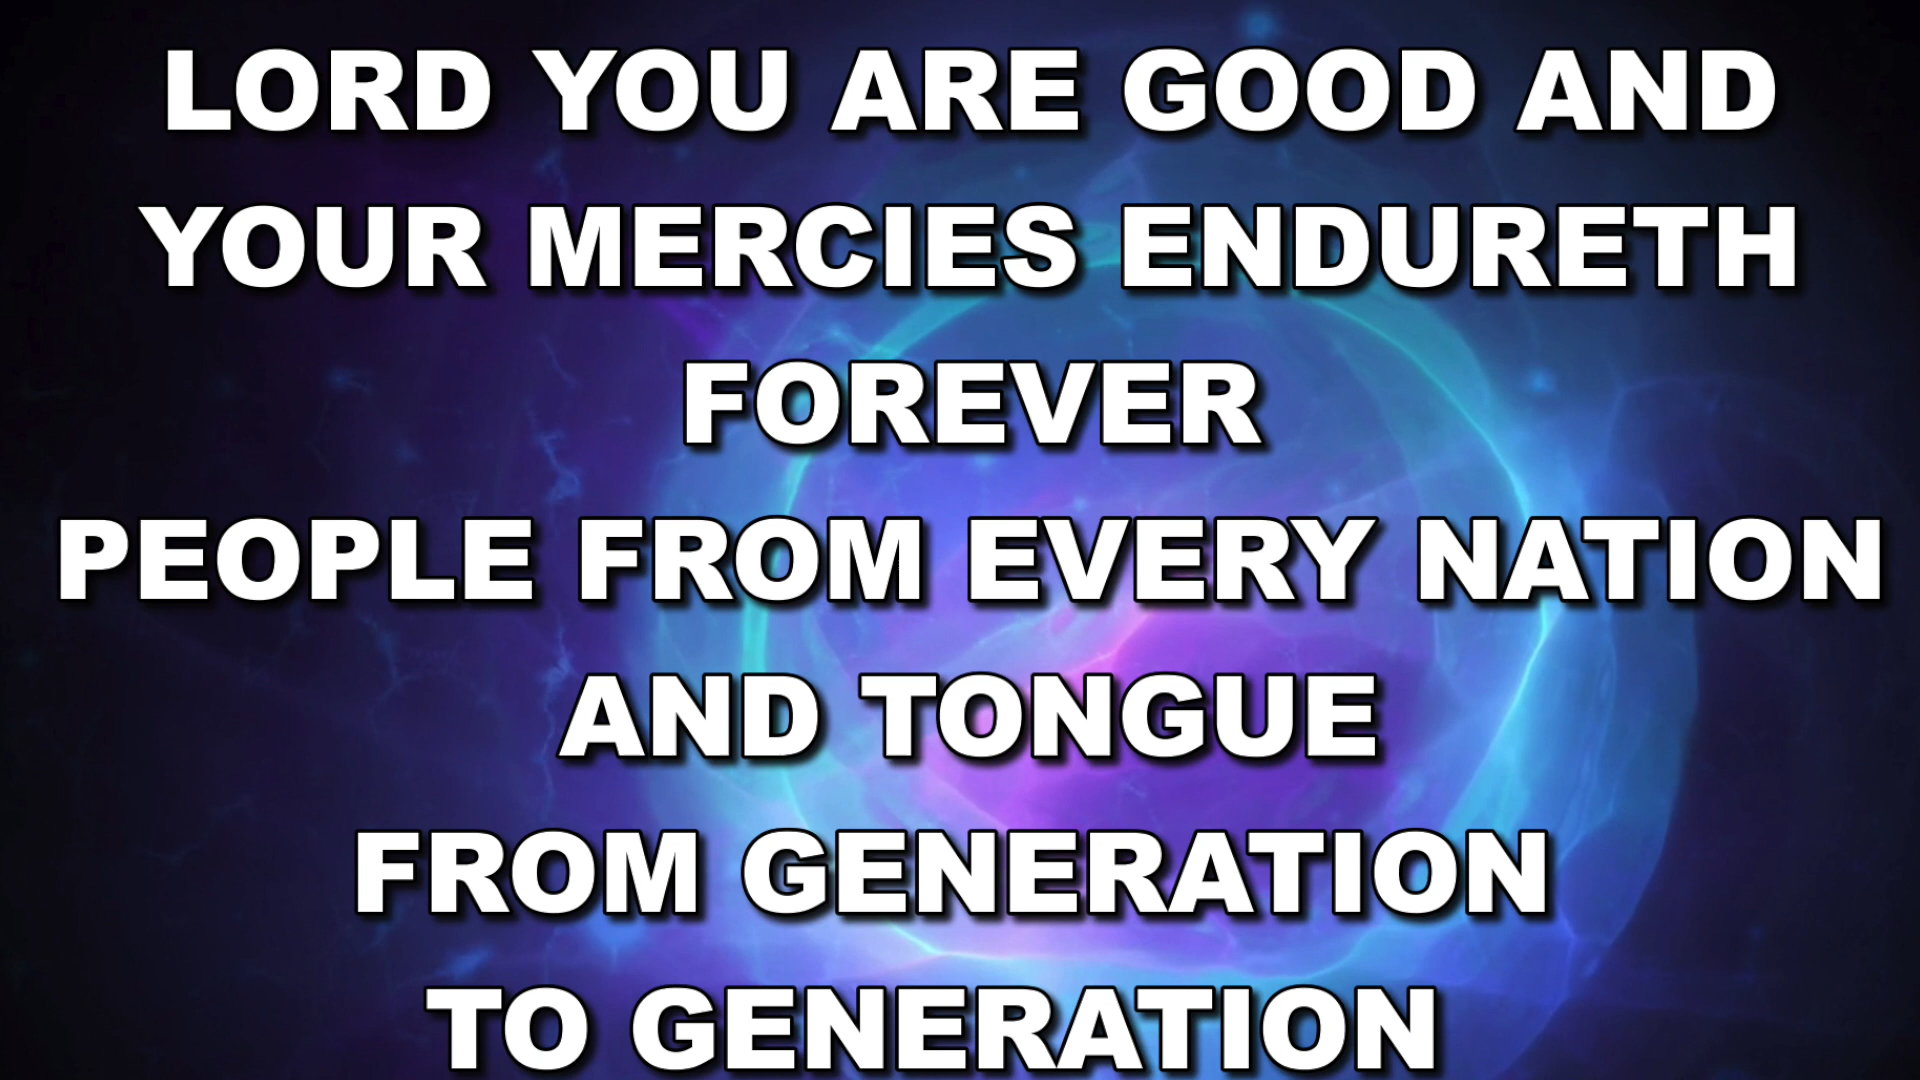 LORD YOU ARE GOOD AND
YOUR MERCIES ENDURETH
FOREVER
PEOPLE FROM EVERY NATION
AND TONGUE
FROM GENERATION
TO GENERATION